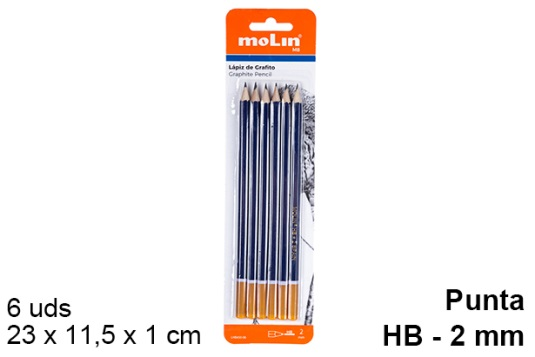 moLin
HB
Lápiz de Grafito
Graphite Pencil
6 uds
23 x 11,5 x 1 cm
Punta
HB - 2 mm
2